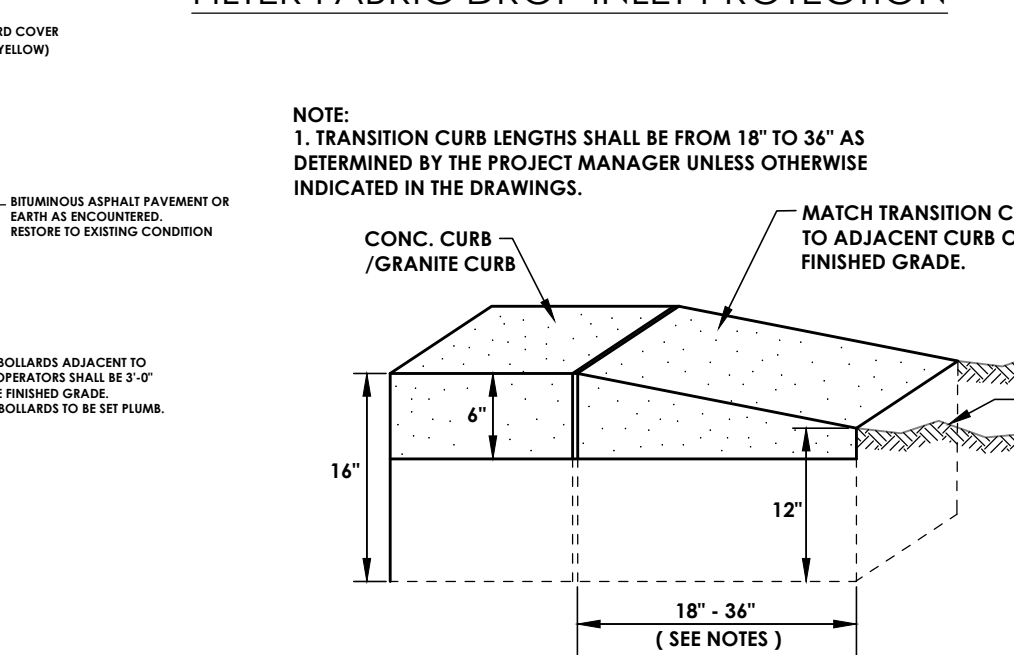 FILTER FABRIC DROP INLET PROTECTION
RD COVER
YELLOW)
NOTE:
1. TRANSITION CURB LENGTHS SHALL BE FROM 18" TO 36" AS
DETERMINED BY THE PROJECT MANAGER UNLESS OTHERWISE
INDICATED IN THE DRAWINGS.
BITUMINOUS ASPHALT PAVEMENT OR
EARTH AS ENCOUNTERED.
RESTORE TO EXISTING CONDITION
CONC. CURB
/GRANITE CURB
MATCH TRANSITION C
TO ADJACENT CURB O
FINISHED GRADE.
BOLLARDS ADJACENT TO
OPERATORS SHALL BE 3'-0"
E FINISHED GRADE.
BOLLARDS TO BE SET PLUMB.
6"
16"
12"
18" - 36"
( SEE NOTES )